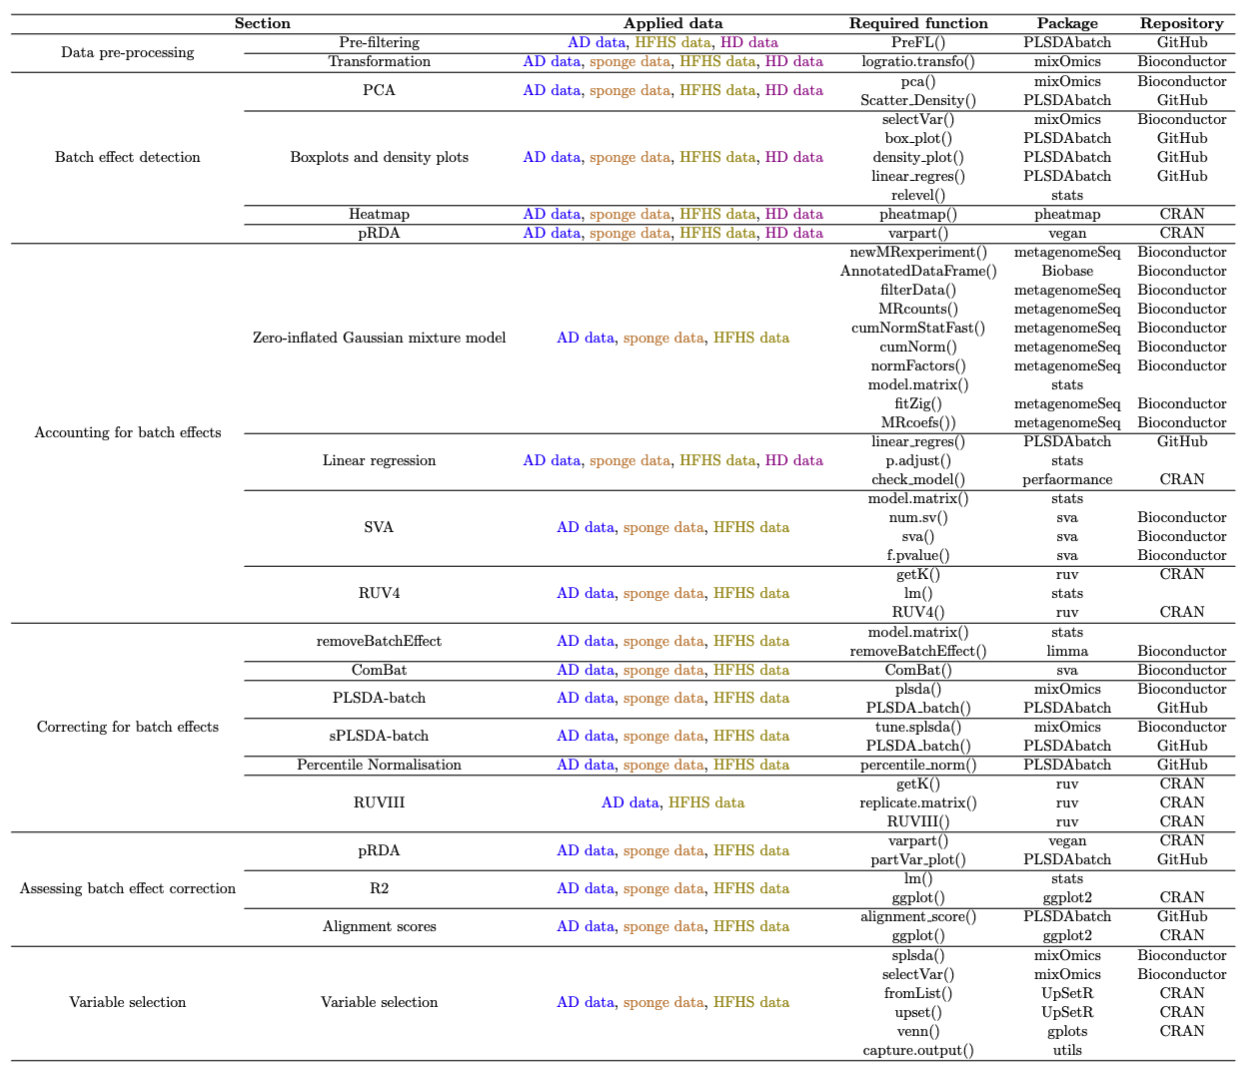 Section Applied data Required function Package Repository
Data pre-processing Pre-filtering AD data, HFHS data, HD data PreFL() PLSDAbatch GitHub
Transformation AD data, sponge data, HFHS data, HD data logratio.transfo() mixOmics Bioconductor
Batch effect detection PCA AD data, sponge data, HFHS data, HD data pca() mixOmics Bioconductor
Scatter_Density() PLSDAbatch GitHub
Boxplots and density plots AD data, sponge data, HFHS data, HD data selectVar() mixOmics Bioconductor
box_plot() PLSDAbatch GitHub
density_plot() PLSDAbatch GitHub
linear_regres() PLSDAbatch GitHub
relevel() stats
Heatmap AD data, sponge data, HFHS data, HD data pheatmap() pheatmap CRAN
pRDA AD data, sponge data, HFHS data, HD data varpart() vegan CRAN
Accounting for batch effects Zero-inflated Gaussian mixture model AD data, sponge data, HFHS data newMRexperiment() metagenomeSeq Bioconductor
AnnotatedDataFrame() Biobase Bioconductor
filterData() metagenomeSeq Bioconductor
MRcounts() metagenomeSeq Bioconductor
cumNormStatFast() metagenomeSeq Bioconductor
cumNorm() metagenomeSeq Bioconductor
normFactors() metagenomeSeq Bioconductor
model.matrix() stats
fitZig() metagenomeSeq Bioconductor
MRcoefs()) metagenomeSeq Bioconductor
Linear regression AD data, sponge data, HFHS data, HD data linear_regres() PLSDAbatch GitHub
p.adjust() stats
check_model() perfaormance CRAN
SVA AD data, sponge data, HFHS data model.matrix() stats
num.sv() sva Bioconductor
sva() sva Bioconductor
f.pvalue() sva Bioconductor
RUV4 AD data, sponge data, HFHS data getK() ruv CRAN
lm() stats
RUV4() ruv CRAN
Correcting for batch effects removeBatchEffect AD data, sponge data, HFHS data model.matrix() stats
removeBatchEffect() limma Bioconductor
ComBat AD data, sponge data, HFHS data ComBat() sva Bioconductor
PLSDA-batch AD data, sponge data, HFHS data plsda() mixOmics Bioconductor
PLSDA_batch() PLSDAbatch GitHub
sPLSDA-batch AD data, sponge data, HFHS data tune.splsda() mixOmics Bioconductor
PLSDA_batch() PLSDAbatch GitHub
Percentile Normalisation AD data, sponge data, HFHS data percentile_norm() PLSDAbatch GitHub
RUVIII AD data, HFHS data getK() ruv CRAN
replicate.matrix() ruv CRAN
RUVIII() ruv CRAN
Assessing batch effect correction pRDA AD data, sponge data, HFHS data varpart() vegan CRAN
partVar_plot() PLSDAbatch GitHub
R2 AD data, sponge data, HFHS data lm() stats
ggplot() ggplot2 CRAN
Alignment scores AD data, sponge data, HFHS data alignment_score() PLSDAbatch GitHub
ggplot() ggplot2 CRAN
Variable selection Variable selection AD data, sponge data, HFHS data splsda() mixOmics Bioconductor
selectVar() mixOmics Bioconductor
fromList() UpSetR CRAN
upset() UpSetR CRAN
venn() gplots CRAN
capture.output() utils